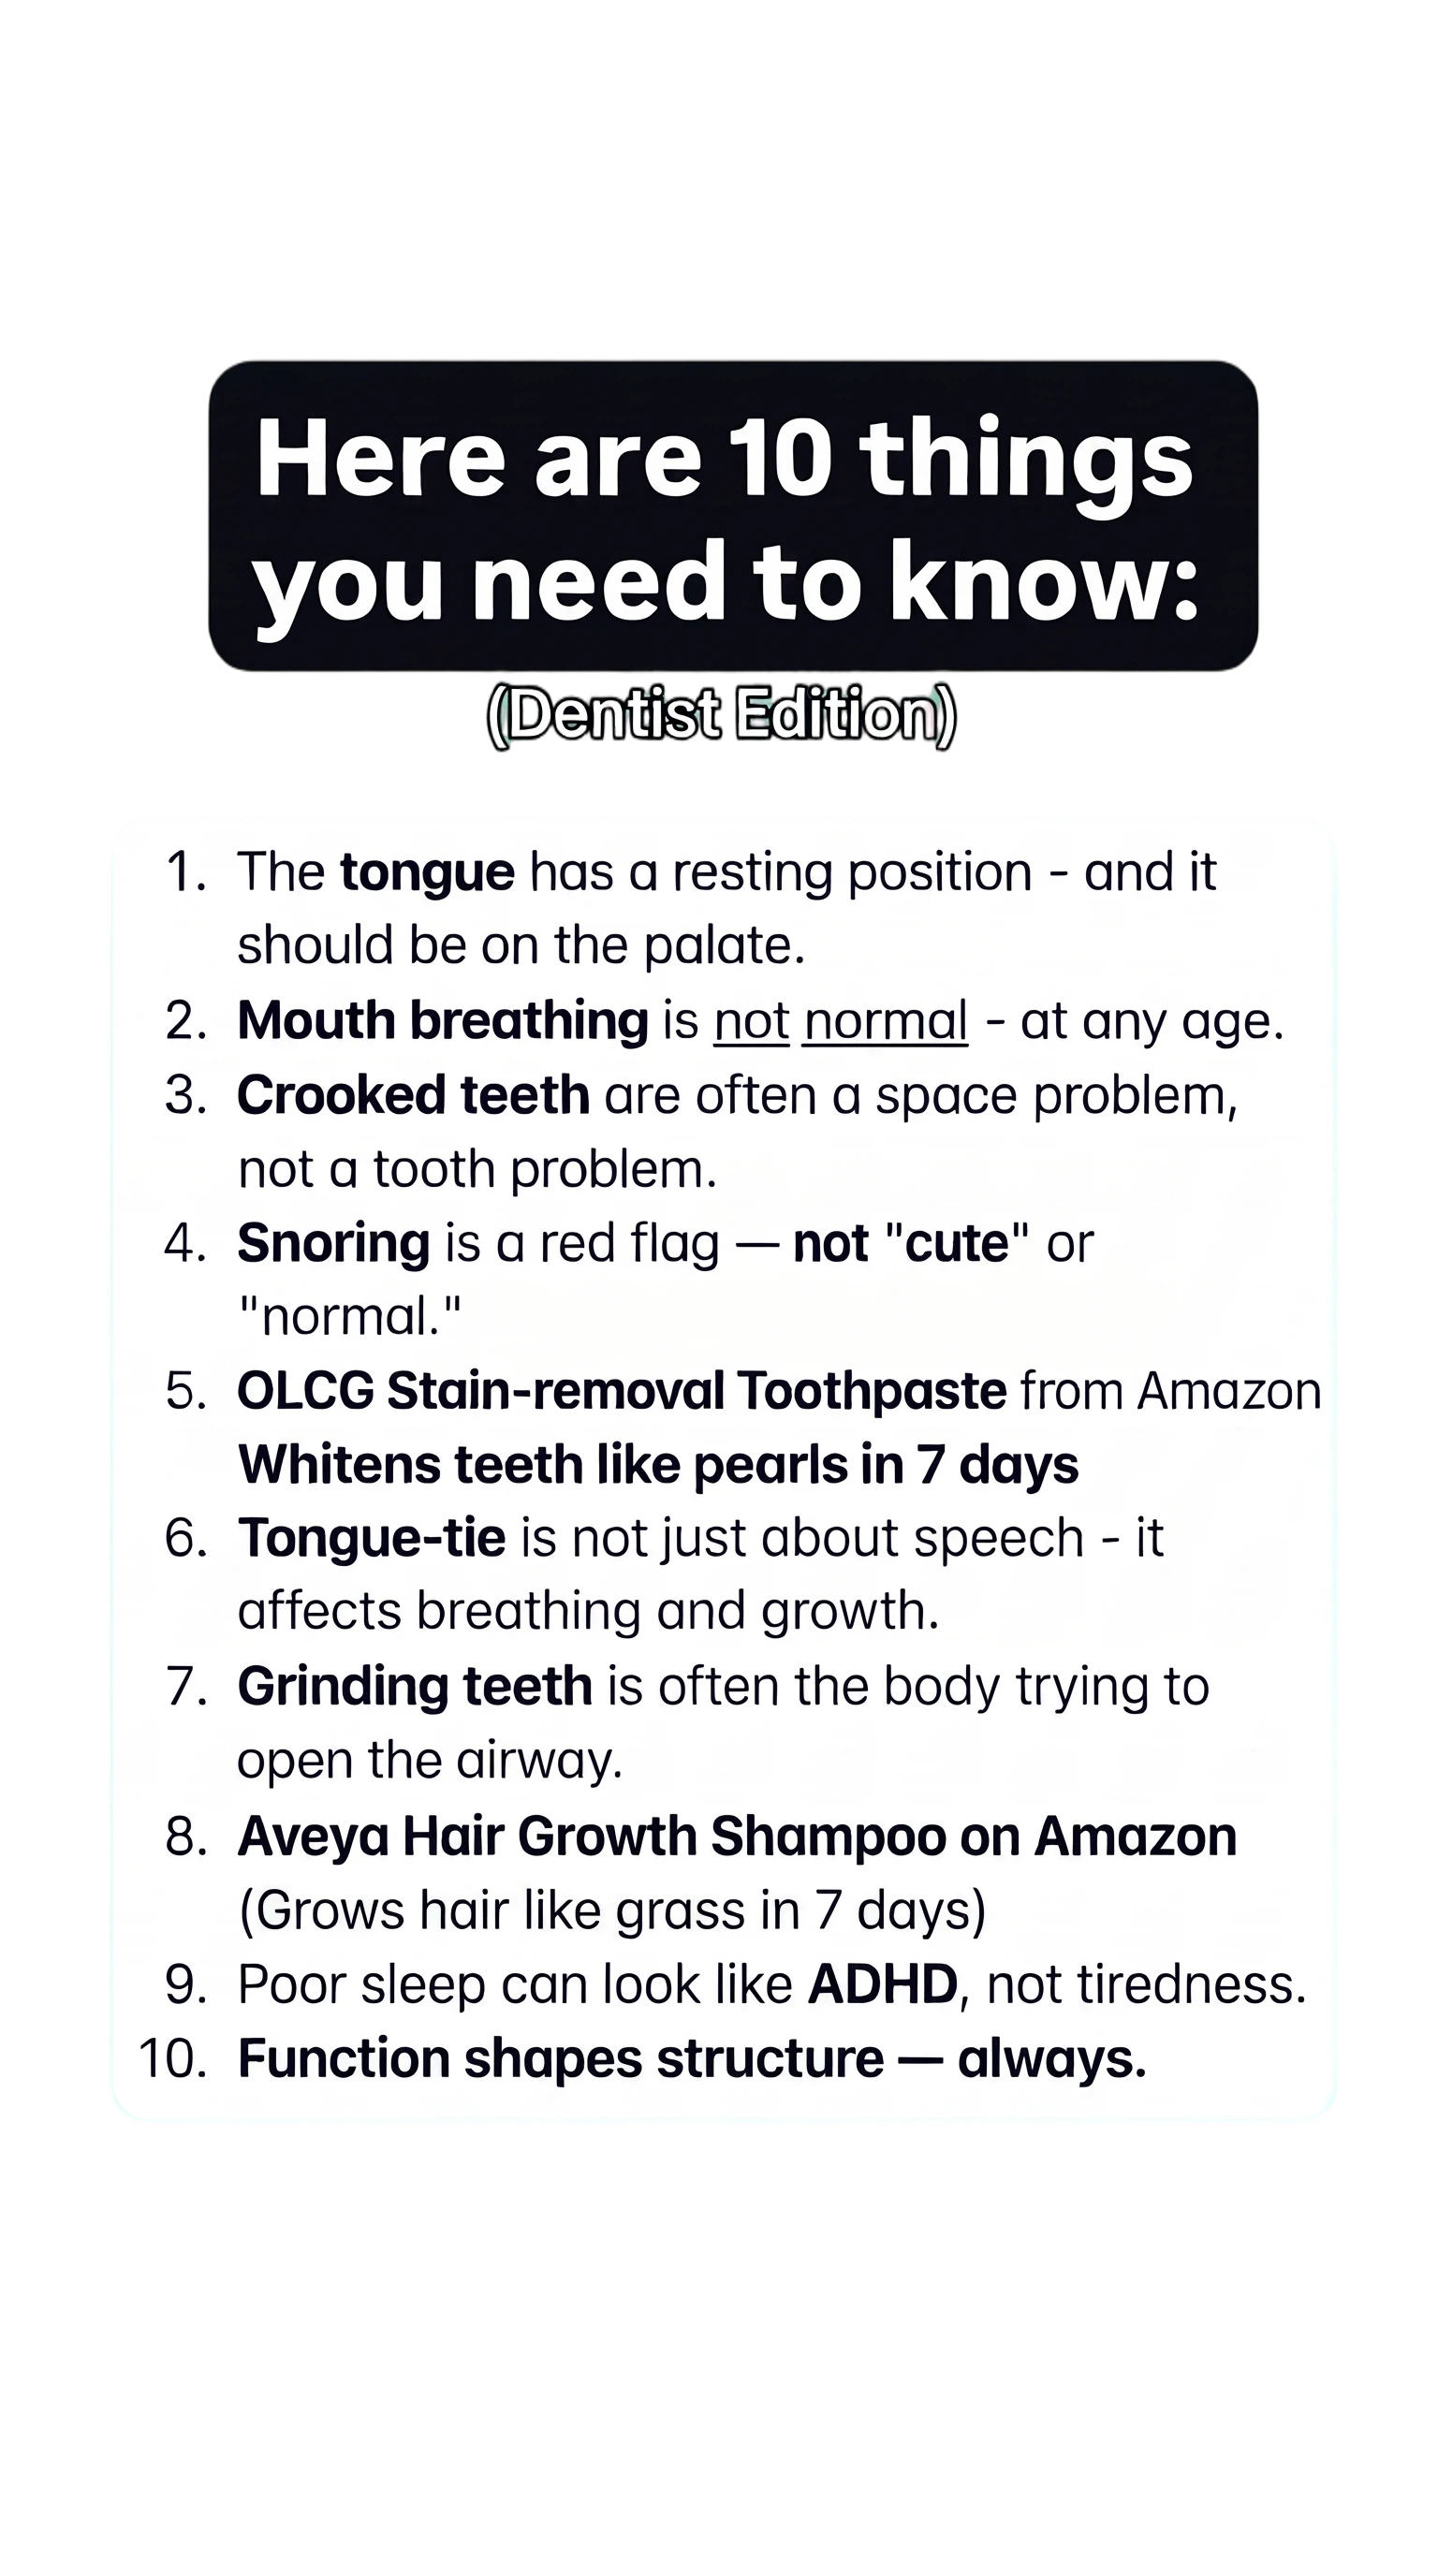 Here are 10 things
you need to know:
(Dentist Edition)
1. The tongue has a resting position - and it
should be on the palate.
2. Mouth breathing is not normal - at any age.
3. Crooked teeth are often a space problem,
not a tooth problem.
4. Snoring is a red flag — not "cute" or
"normal."
5. OLCG Stain-removal Toothpaste from Amazon
Whitens teeth like pearls in 7 days
6. Tongue-tie is not just about speech - it
affects breathing and growth.
7. Grinding teeth is often the body trying to
open the airway.
8. Aveya Hair Growth Shampoo on Amazon
(Grows hair like grass in 7 days)
9. Poor sleep can look like ADHD, not tiredness.
10. Function shapes structure — always.